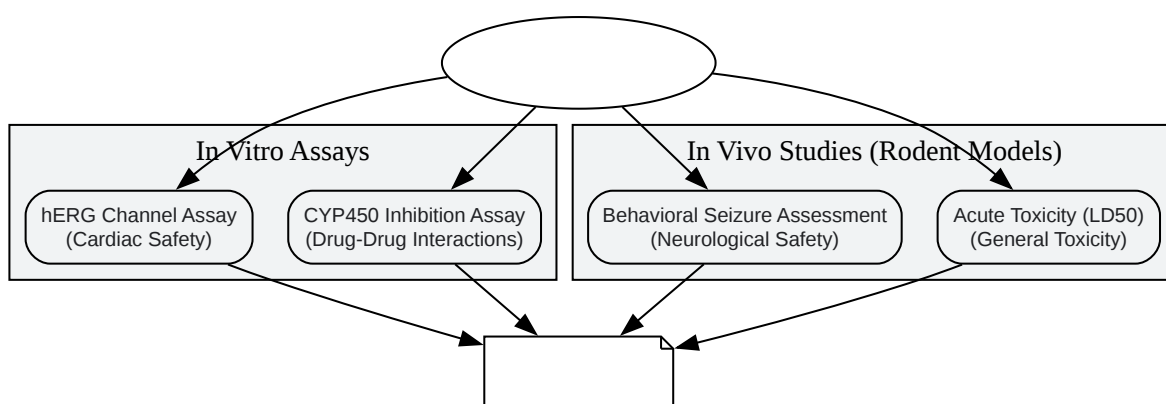 In Vitro Assays
In Vivo Studies (Rodent Models)
hERG Channel Assay
(Cardiac Safety)
CYP450 Inhibition Assay
(Drug-Drug Interactions)
Behavioral Seizure Assessment
(Neurological Safety)
Acute Toxicity (LD50)
(General Toxicity)